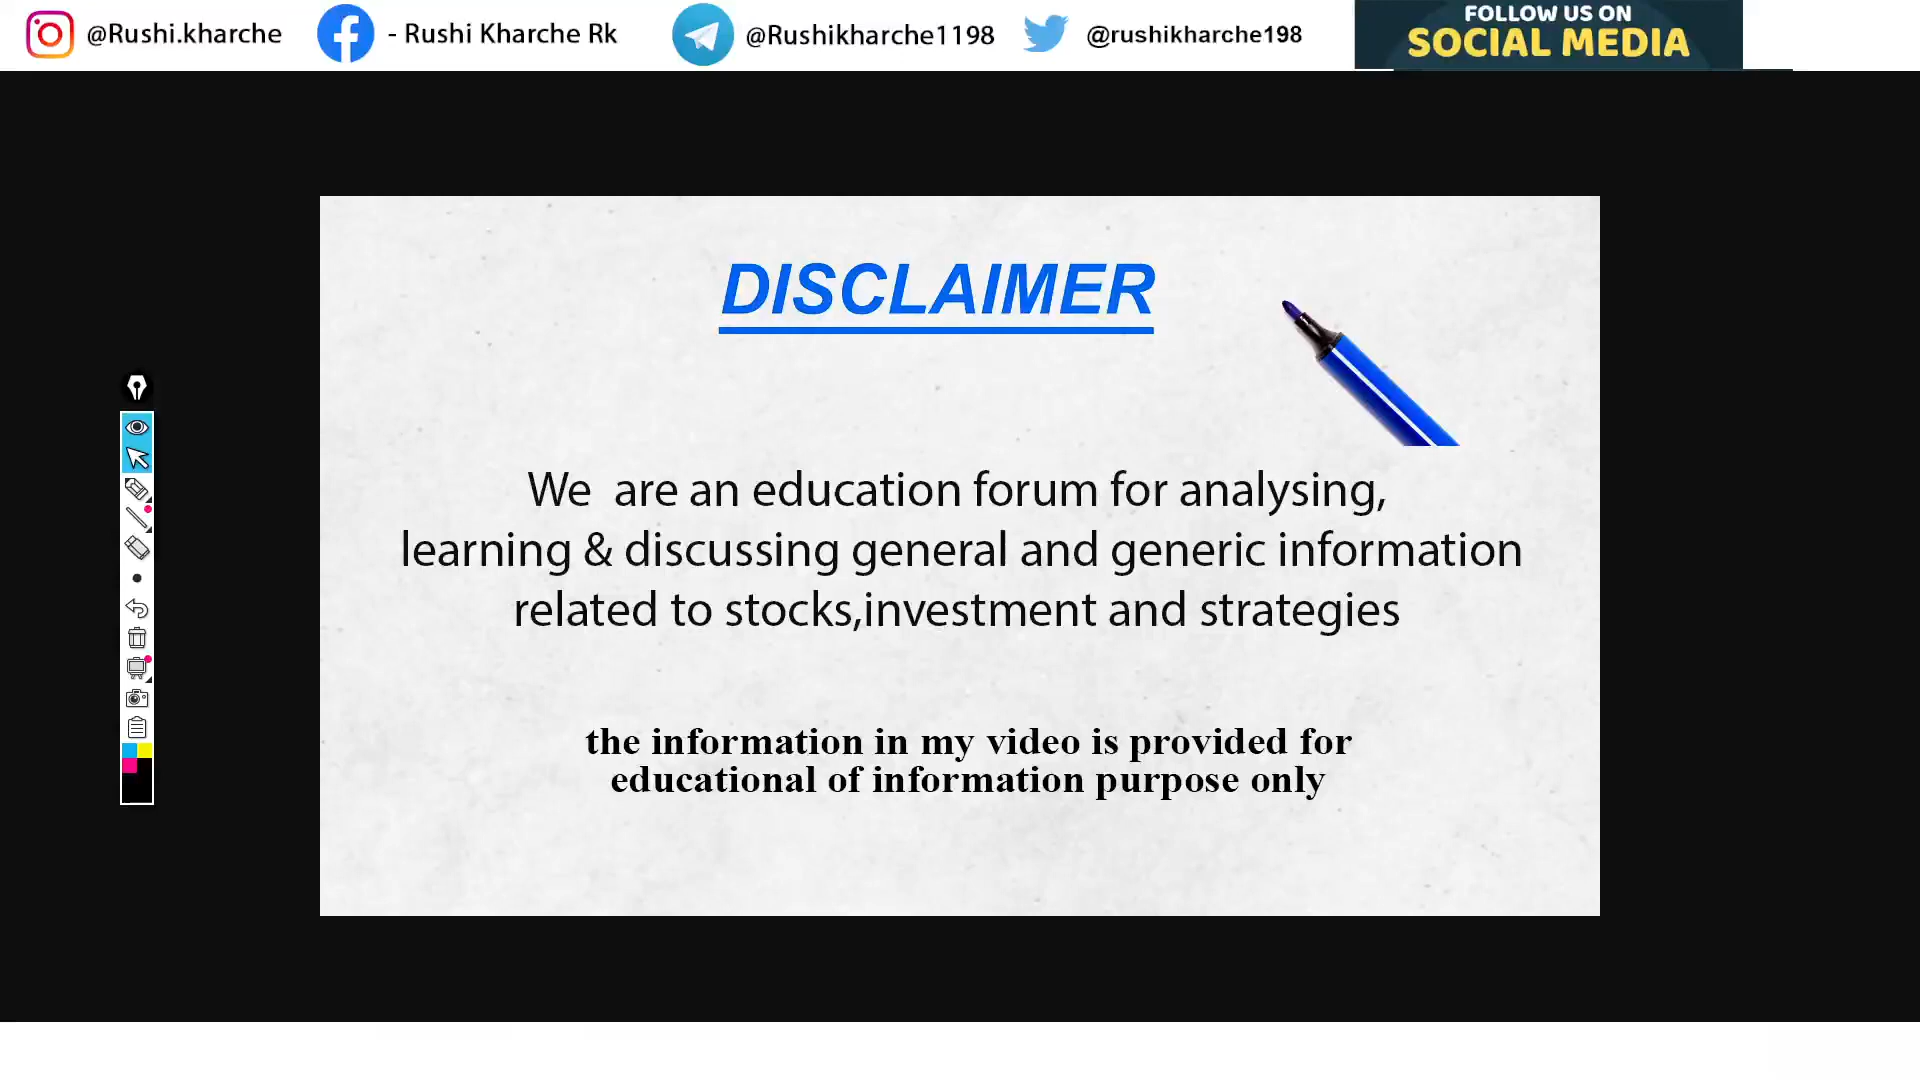 @Rushi.kharche - Rushi Kharche Rk @Rushikharche1198 @rushikharche198 FOLLOW US ON
SOCIAL MEDIA
DISCLAIMER
We are an education forum for analysing,
learning & discussing general and generic information
related to stocks,investment and strategies
the information in my video is provided for
educational of information purpose only